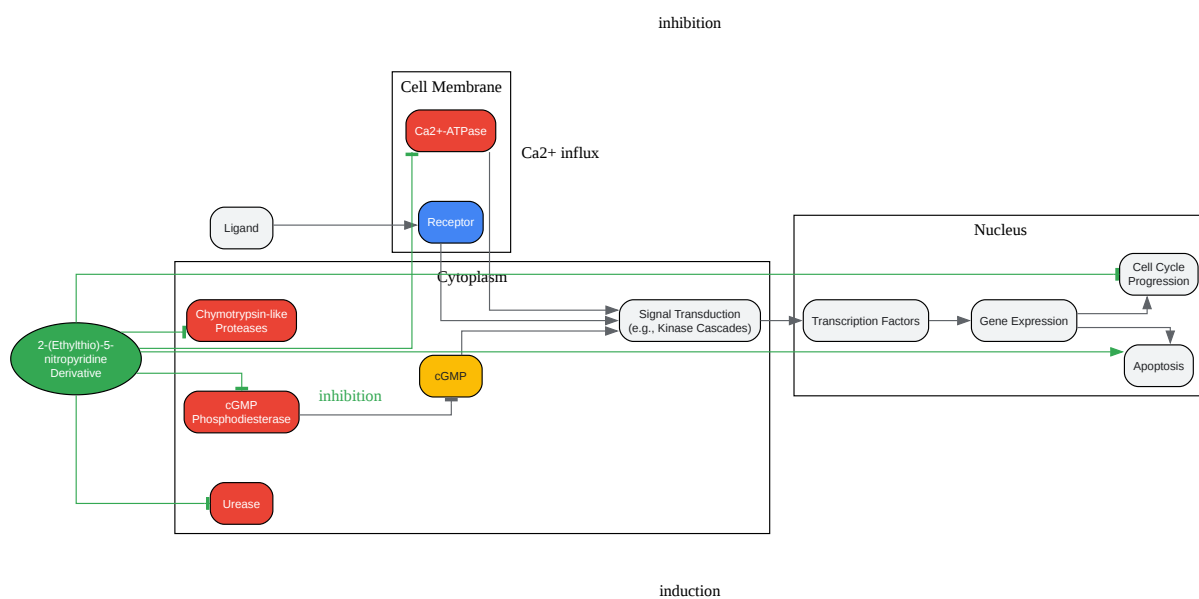 inhibition
Cell Membrane
Ca2+-ATPase
Ca2+ influx
Ligand
Receptor
Nucleus
Cytoplasm
Cell Cycle
Progression
Chymotrypsin-like
Proteases
Signal Transduction
(e.g., Kinase Cascades)
Transcription Factors
Gene Expression
2-(Ethylthio)-5-
nitropyridine
Derivative
cGMP
Apoptosis
inhibition
cGMP
Phosphodiesterase
Urease
induction